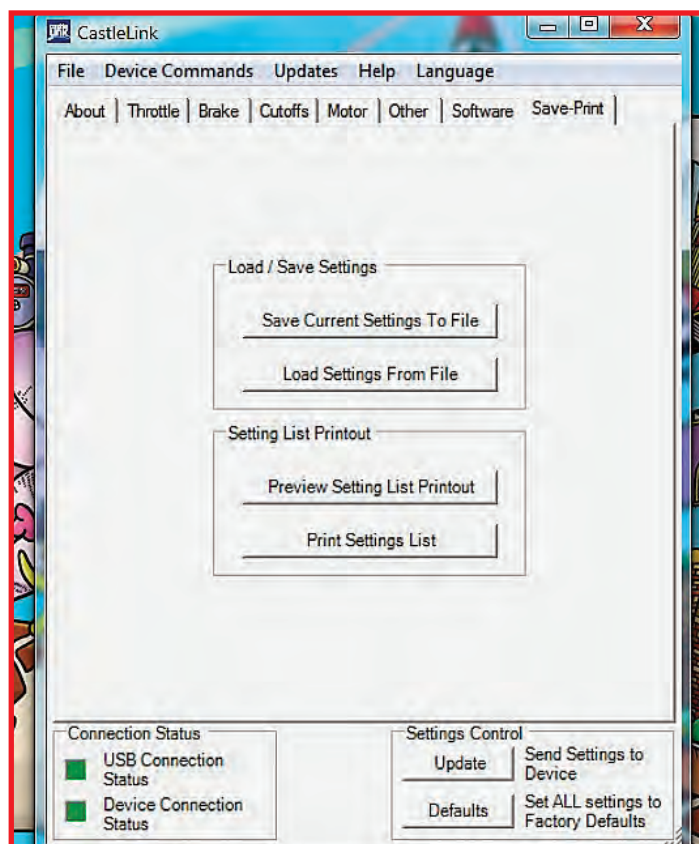 CastleLink
File Device Commands Updates Help Language
About Throttle Brake Cutoffs Motor Other Software Save-Print
Load / Save Settings
Save Current Settings To File
Load Settings From File
Setting List Printout
Preview Setting List Printout
Print Settings List
Connection Status
USB Connection
Status
Device Connection
Status
Settings Control
Update
Send Settings to
Device
Defaults
Set ALL settings to
Factory Defaults